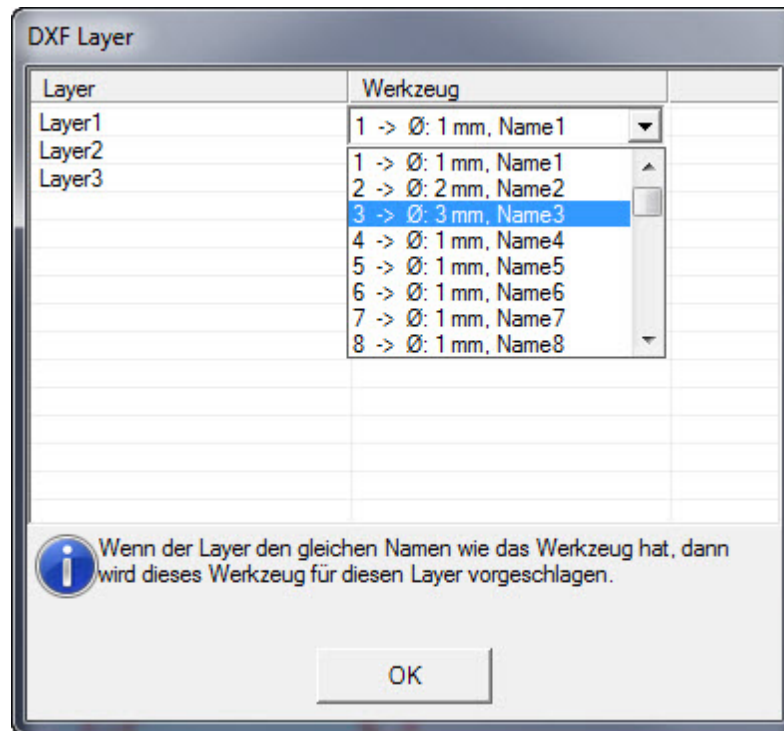 DXF Layer
Layer Werkzeug
Layer1 1 -> Ø: 1 mm, Name1
Layer2
Layer3
1 -> Ø: 1 mm, Name1
2 -> Ø: 2 mm, Name2
3 -> Ø: 3 mm, Name3
4 -> Ø: 1 mm, Name4
5 -> Ø: 1 mm, Name5
6 -> Ø: 1 mm, Name6
7 -> Ø: 1 mm, Name7
8 -> Ø: 1 mm, Name8
Wenn der Layer den gleichen Namen wie das Werkzeug hat, dann
wird dieses Werkzeug für diesen Layer vorgeschlagen.
OK